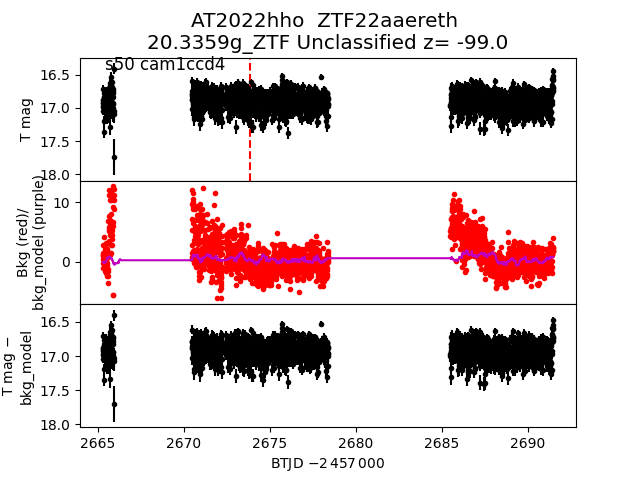 AT2022hho  ZTF22aaereth
20.3359g_ZTF Unclassified z= -99.0
s50 cam1ccd4
16.5
17.0
17.5
18.0
T mag
10
0
Bkg (red)/
bkg_model (purple)
16.5
17.0
17.5
18.0
T mag −
bkg_model
2665
2670
2675
2680
2685
2690
BTJD −2 457 000